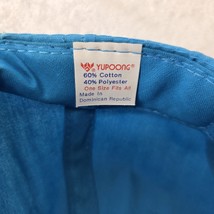 YUPOONG®
60% Cotton
40% Polyester
One Size Fits All
Made in
Dominican Republic